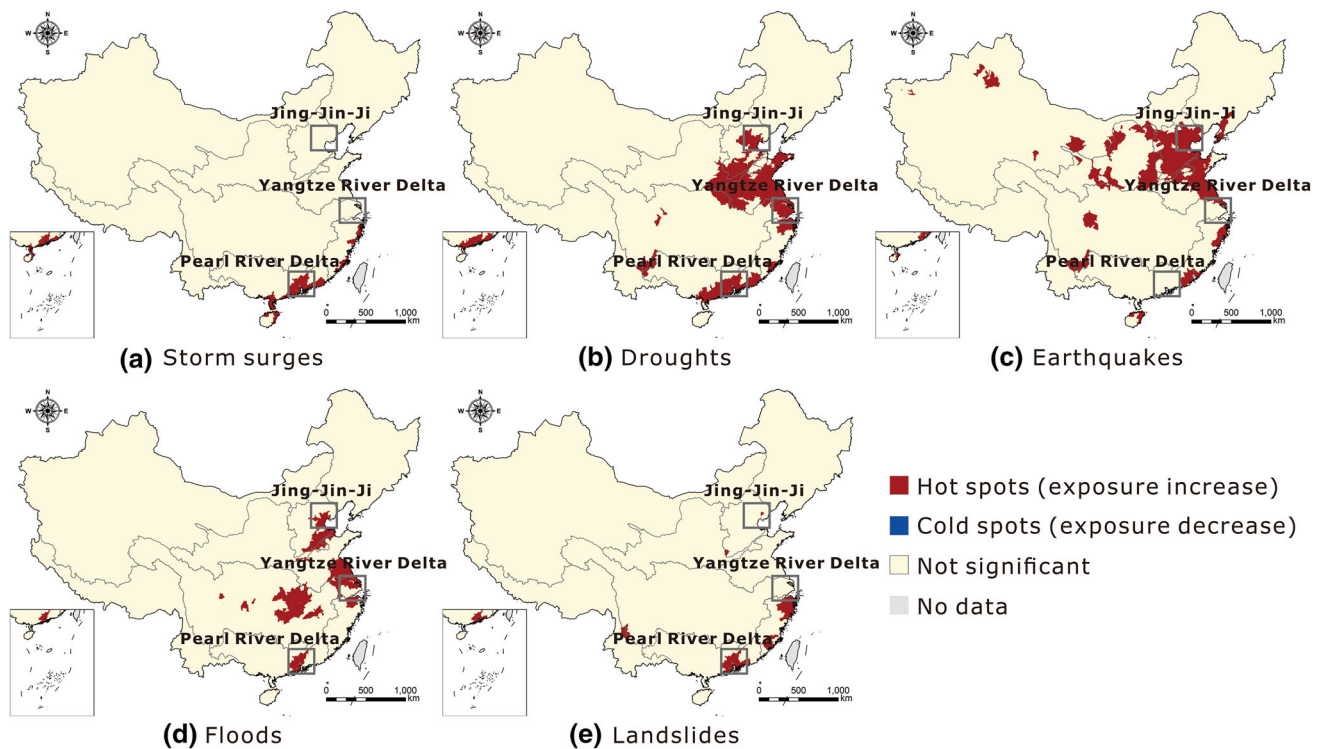 N
W E
S
Jing-Jin-Ji
Yangtze River Delta
Pearl River Delta
0 500 1,000
km
(a) Storm surges
N
W E
S
Jing-Jin-Ji
Yangtze River Delta
Pearl River Delta
0 500 1,000
km
(b) Droughts
N
W E
S
Jing-Jin-Ji
Yangtze River Delta
Pearl River Delta
0 500 1,000
km
(c) Earthquakes
N
W E
S
Jing-Jin-Ji
Yangtze River Delta
Pearl River Delta
0 500 1,000
km
(d) Floods
N
W E
S
Jing-Jin-Ji
Yangtze River Delta
Pearl River Delta
0 500 1,000
km
(e) Landslides
Hot spots (exposure increase)
Cold spots (exposure decrease)
Not significant
No data